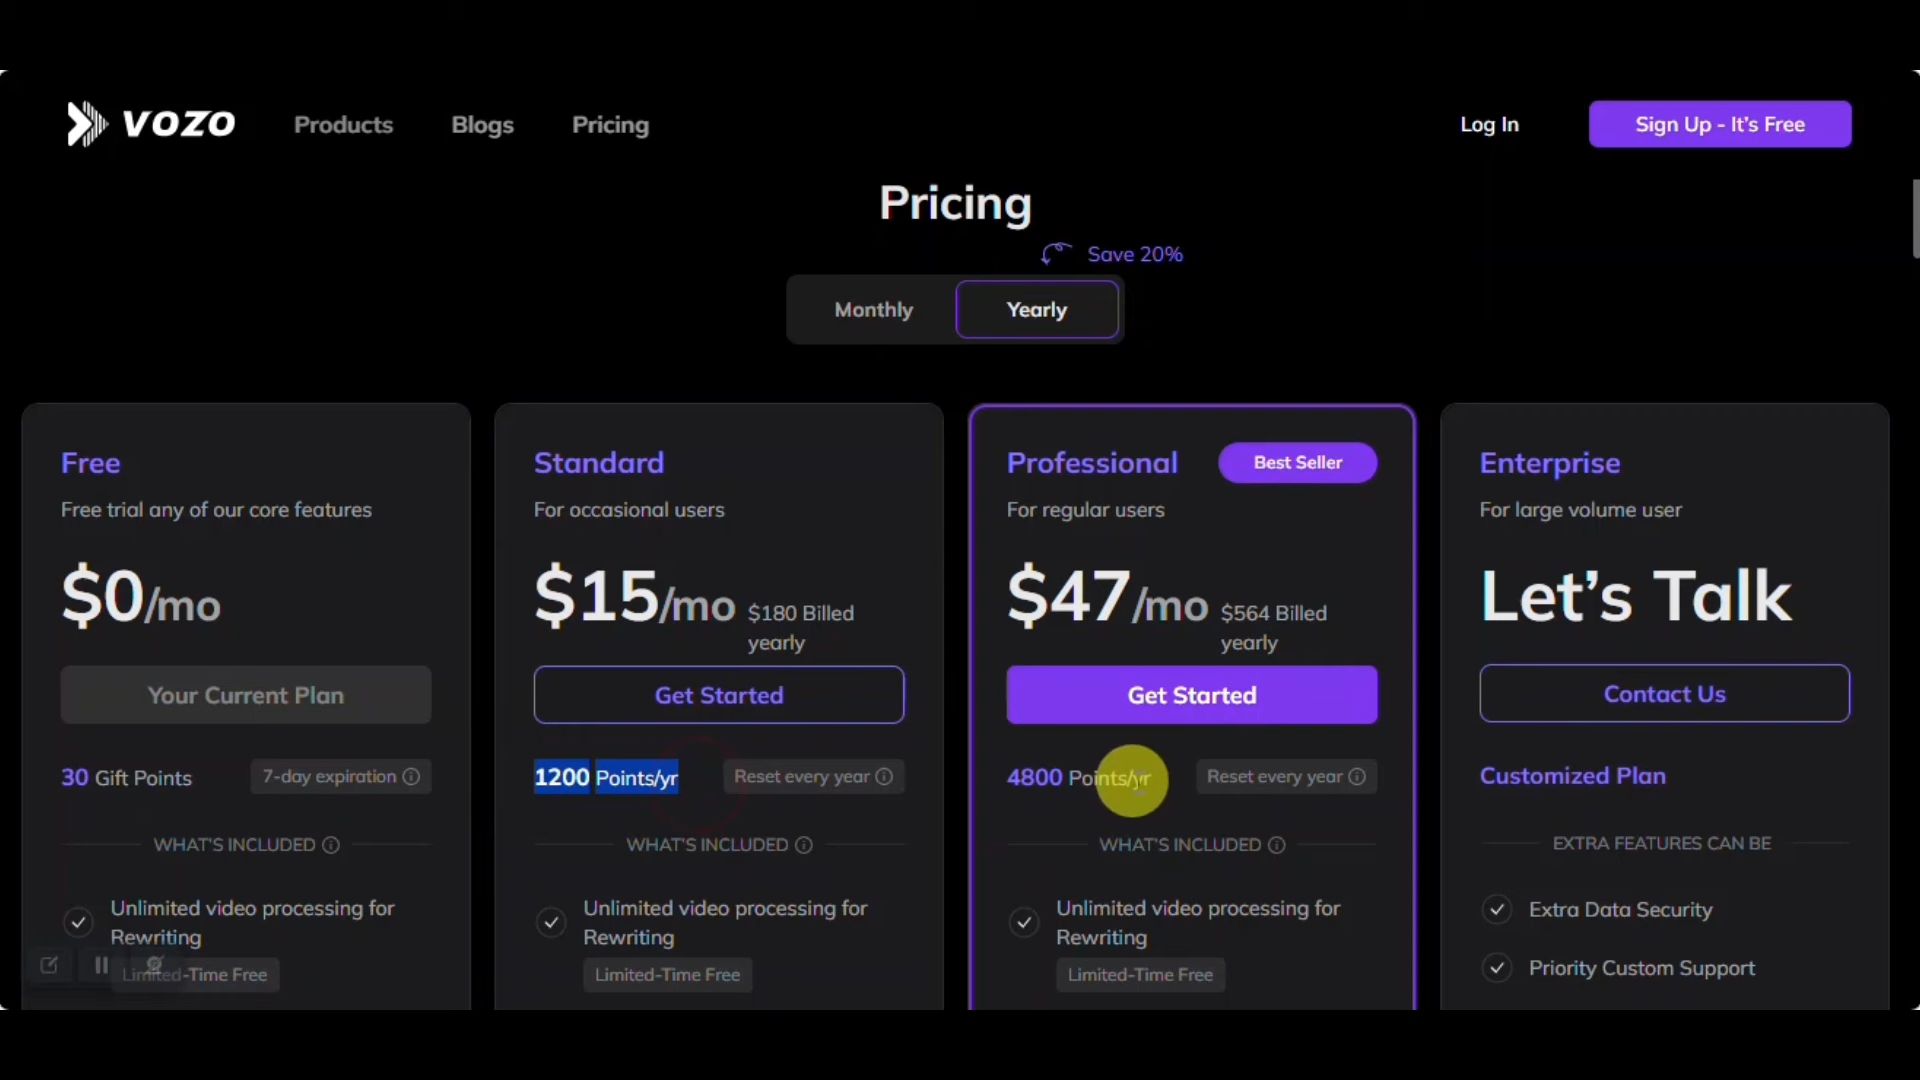 VOZO
Products
Blogs
Pricing
Log In
Sign Up - It's Free
Pricing
Save 20%
Monthly
Yearly
Free
Free trial any of our core features
$0/mo
Your Current Plan
30 Gift Points
7-day expiration
WHAT'S INCLUDED
Unlimited video processing for
Rewriting
Limited-Time Free
Standard
For occasional users
$15/mo $180 Billed
yearly
Get Started
1200 Points/yr
Reset every year
WHAT'S INCLUDED
Unlimited video processing for
Rewriting
Limited-Time Free
Professional
Best Seller
For regular users
$47/mo $564 Billed
yearly
Get Started
4800 Points/yr
Reset every year
WHAT'S INCLUDED
Unlimited video processing for
Rewriting
Limited-Time Free
Enterprise
For large volume user
Let's Talk
Contact Us
Customized Plan
EXTRA FEATURES CAN BE
Extra Data Security
Priority Custom Support